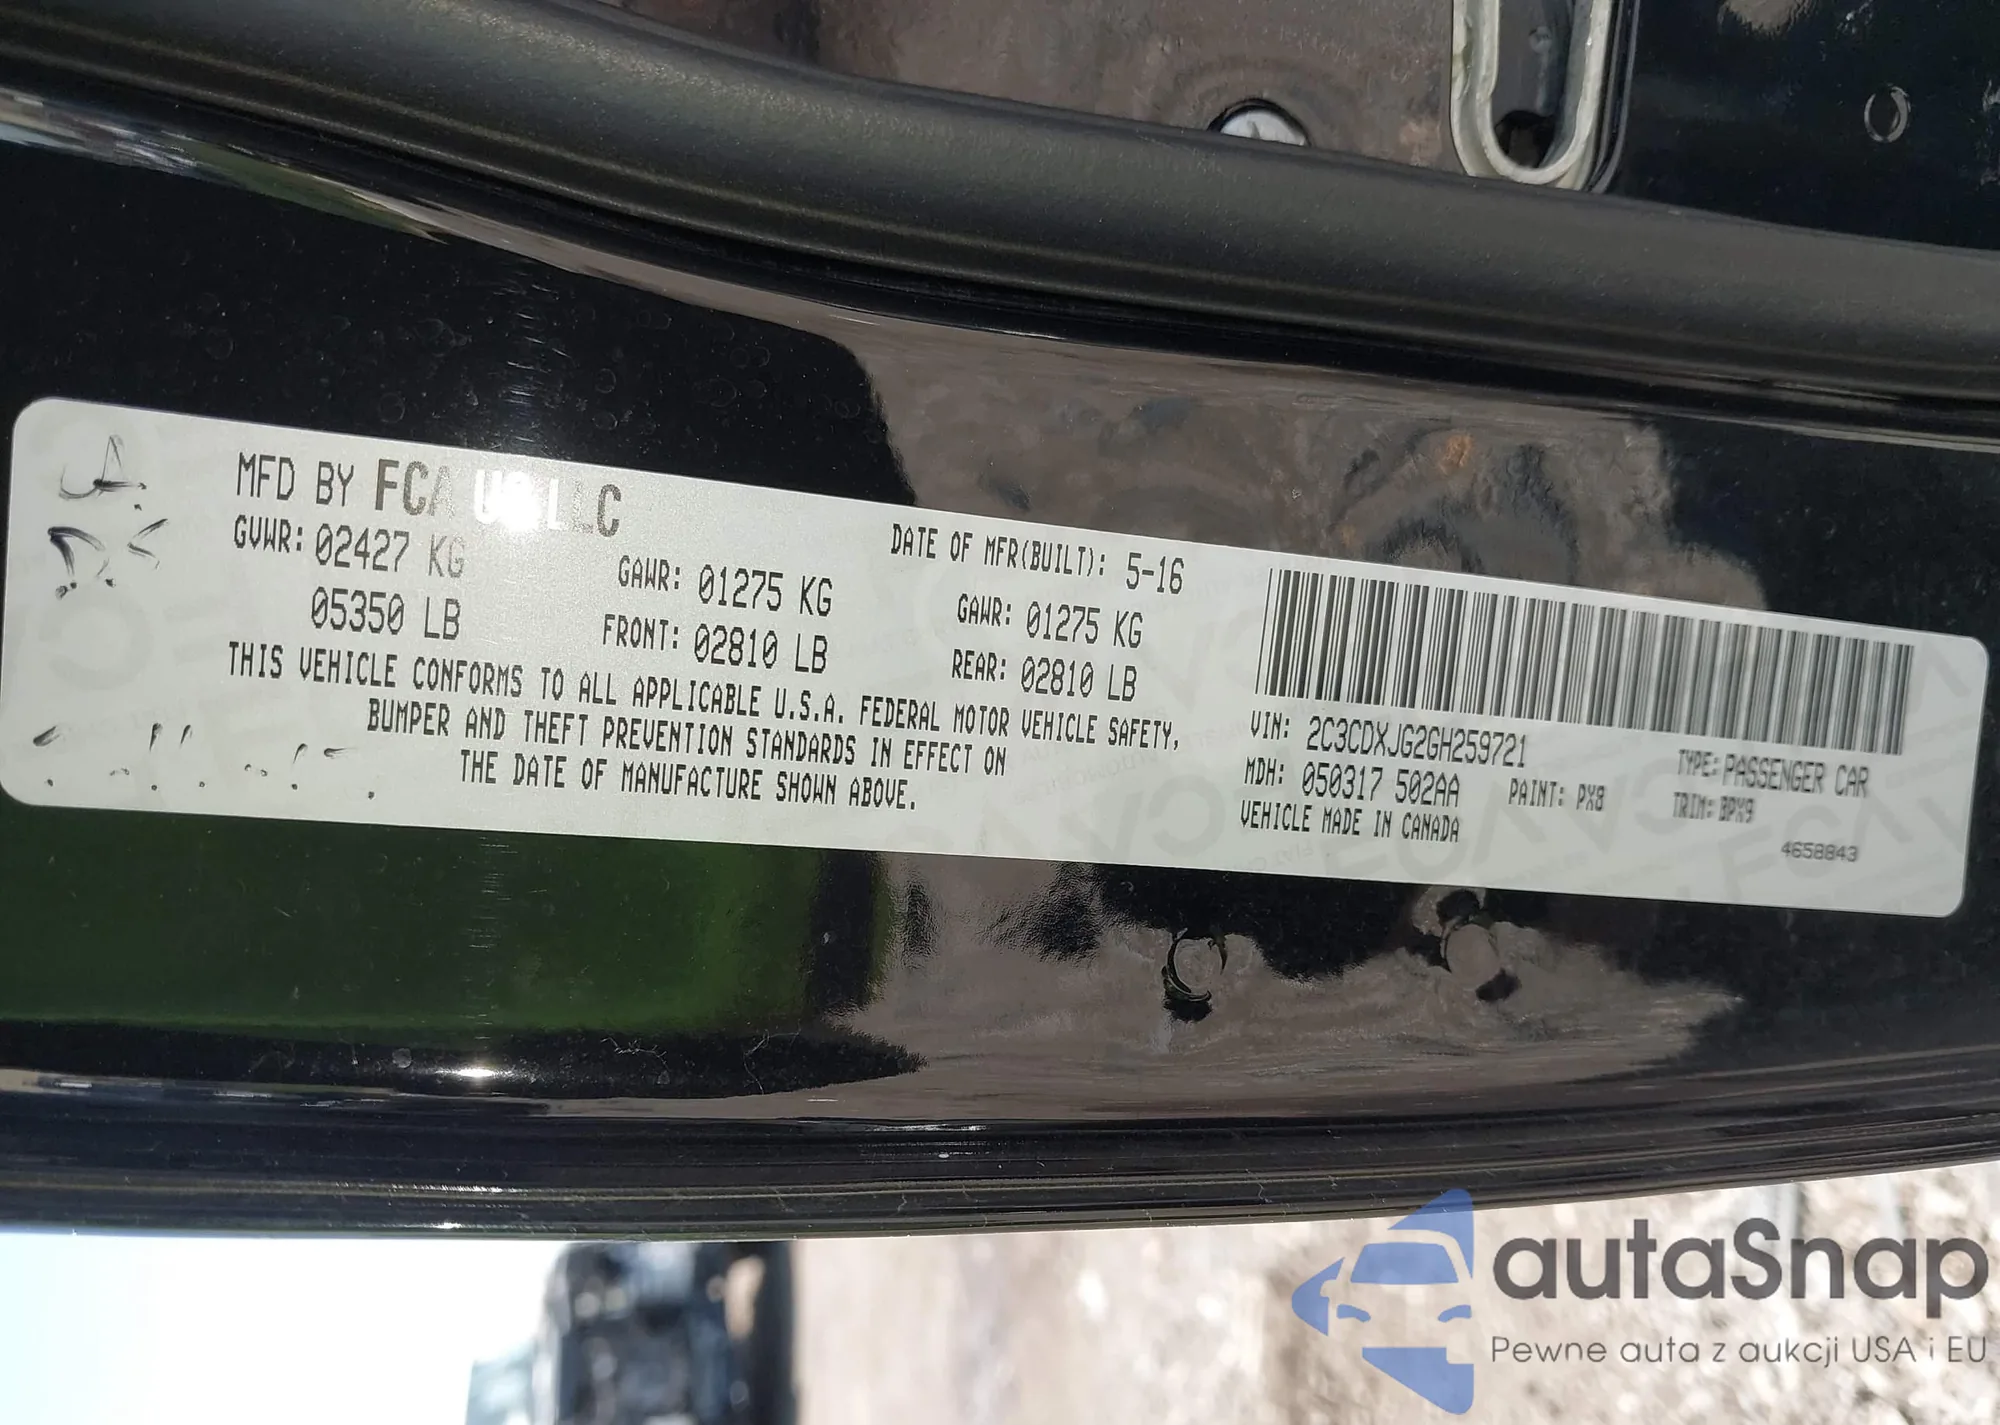 MFD BY FCA US LLC
DATE OF MFR(BUILT): 5-16
GVWR: 02427 KG
05350 LB
GAWR: 01275 KG
FRONT: 02810 LB
GAWR: 01275 KG
REAR: 02810 LB
THIS VEHICLE CONFORMS TO ALL APPLICABLE U.S.A. FEDERAL MOTOR VEHICLE SAFETY,
BUMPER AND THEFT PREVENTION STANDARDS IN EFFECT ON
THE DATE OF MANUFACTURE SHOWN ABOVE.
VIN: 2C3CDXJG2GH259721
TYPE: PASSENGER CAR
MDH: 050317 502AA
PAINT: PX8
TRIM: BPX9
VEHICLE MADE IN CANADA
4658843
autaSnap
Pewne auta z aukcji USA i EU